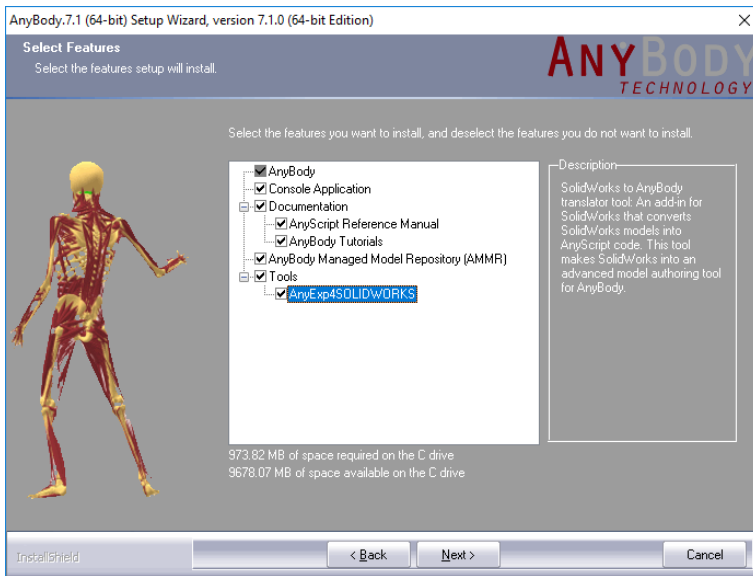 AnyBody.7.1 (64-bit) Setup Wizard, version 7.1.0 (64-bit Edition)
Select Features
Select the features setup will install.
ANYBODY
TECHNOLOGY
Select the features you want to install, and deselect the features you do not want to install.
AnyBody
Console Application
Documentation
AnyScript Reference Manual
AnyBody Tutorials
AnyBody Managed Model Repository (AMMR)
Tools
AnyExp4SOLIDWORKS
Description
SolidWorks to AnyBody
translator tool: An add-in for
SolidWorks that converts
SolidWorks models into
AnyScript code. This tool
makes SolidWorks into an
advanced model authoring tool
for AnyBody.
973.82 MB of space required on the C drive
9678.07 MB of space available on the C drive
InstallShield
< Back
Next >
Cancel